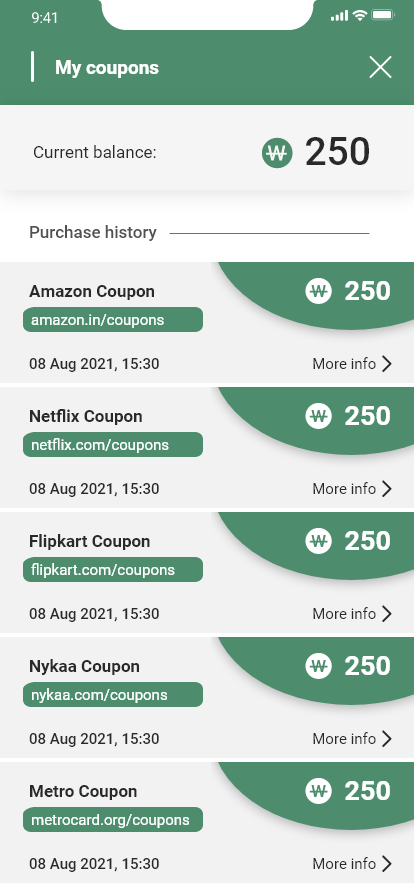 9:41
My coupons
Current balance: ₩ 250
Purchase history
Amazon Coupon ₩ 250
amazon.in/coupons
08 Aug 2021, 15:30 More info
Netflix Coupon ₩ 250
netflix.com/coupons
08 Aug 2021, 15:30 More info
Flipkart Coupon ₩ 250
flipkart.com/coupons
08 Aug 2021, 15:30 More info
Nykaa Coupon ₩ 250
nykaa.com/coupons
08 Aug 2021, 15:30 More info
Metro Coupon ₩ 250
metrocard.org/coupons
08 Aug 2021, 15:30 More info